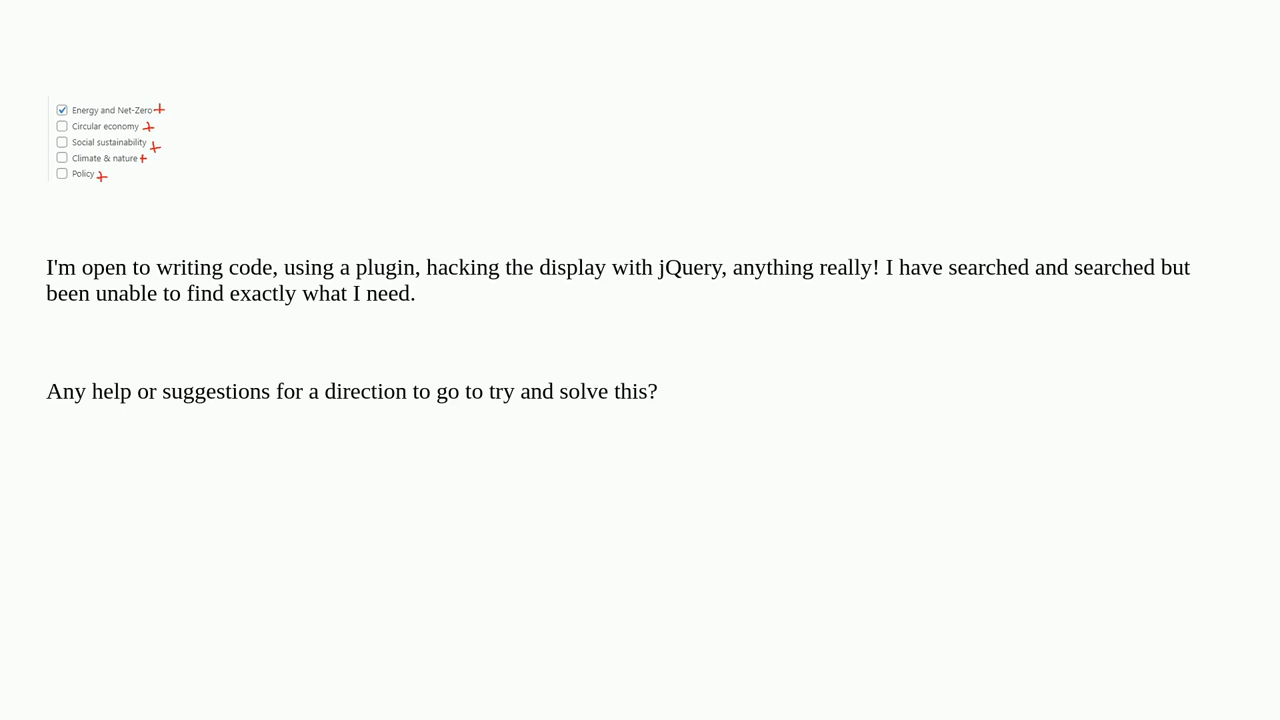 Energy and Net-Zero +
Circular economy +
Social sustainability +
Climate & nature +
Policy +
I'm open to writing code, using a plugin, hacking the display with jQuery, anything really! I have searched and searched but
been unable to find exactly what I need.
Any help or suggestions for a direction to go to try and solve this?